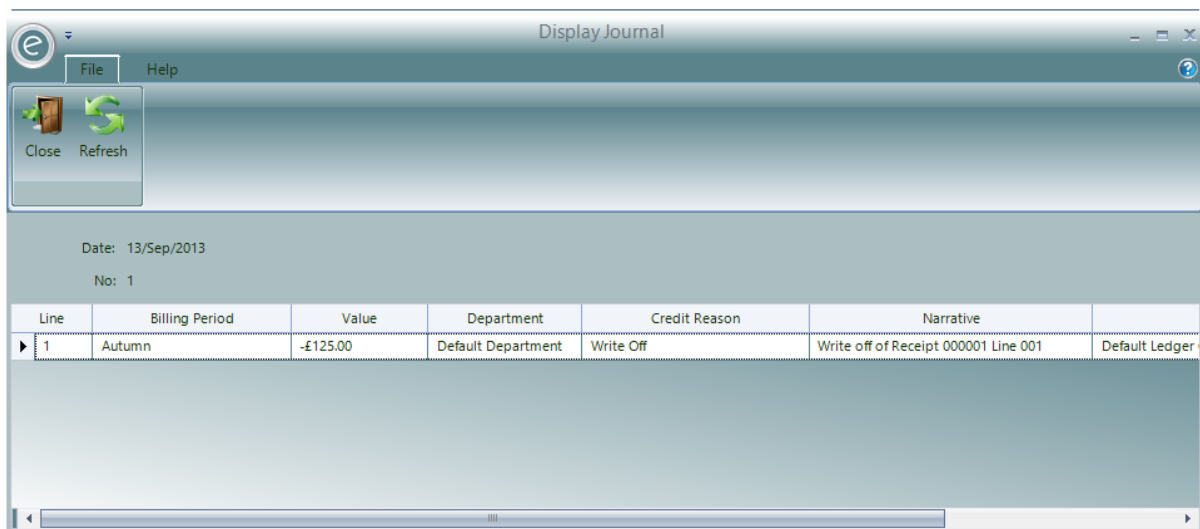 Display Journal
File Help
Close Refresh
Date: 13/Sep/2013
No: 1
Line Billing Period Value Department Credit Reason Narrative
1 Autumn -£125.00 Default Department Write Off Write off of Receipt 000001 Line 001 Default Ledger